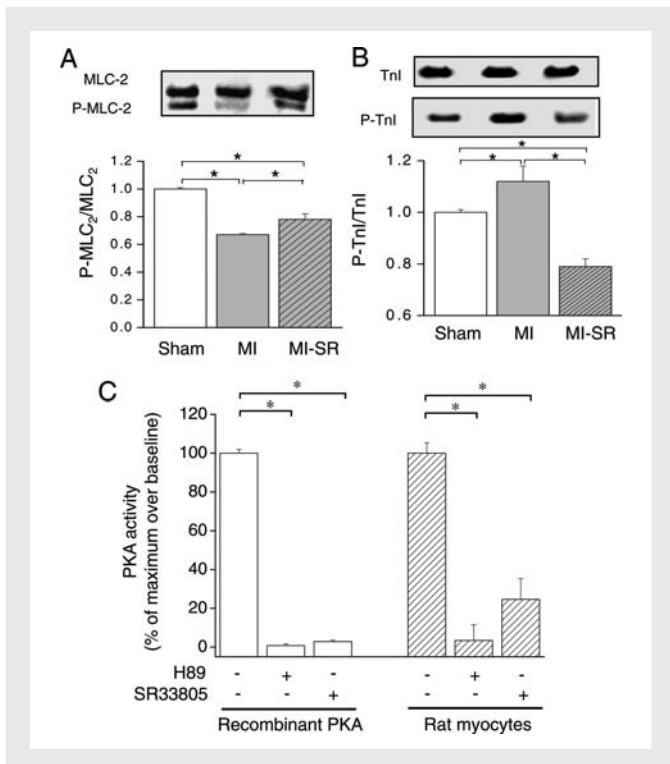 A
MLC-2
P-MLC-2
* * *
P-MLC2/MLC2
1.2
1.0
0.8
0.6
0.4
0.2
0.0
Sham MI MI-SR
B
TnI
P-TnI
* * *
P-TnI/TnI
1.2
1.0
0.8
0.6
Sham MI MI-SR
C
* * * *
PKA activity
(% of maximum over baseline)
120
100
80
60
40
20
0
H89 - + - - + -
SR33805 - - + - - +
Recombinant PKA Rat myocytes